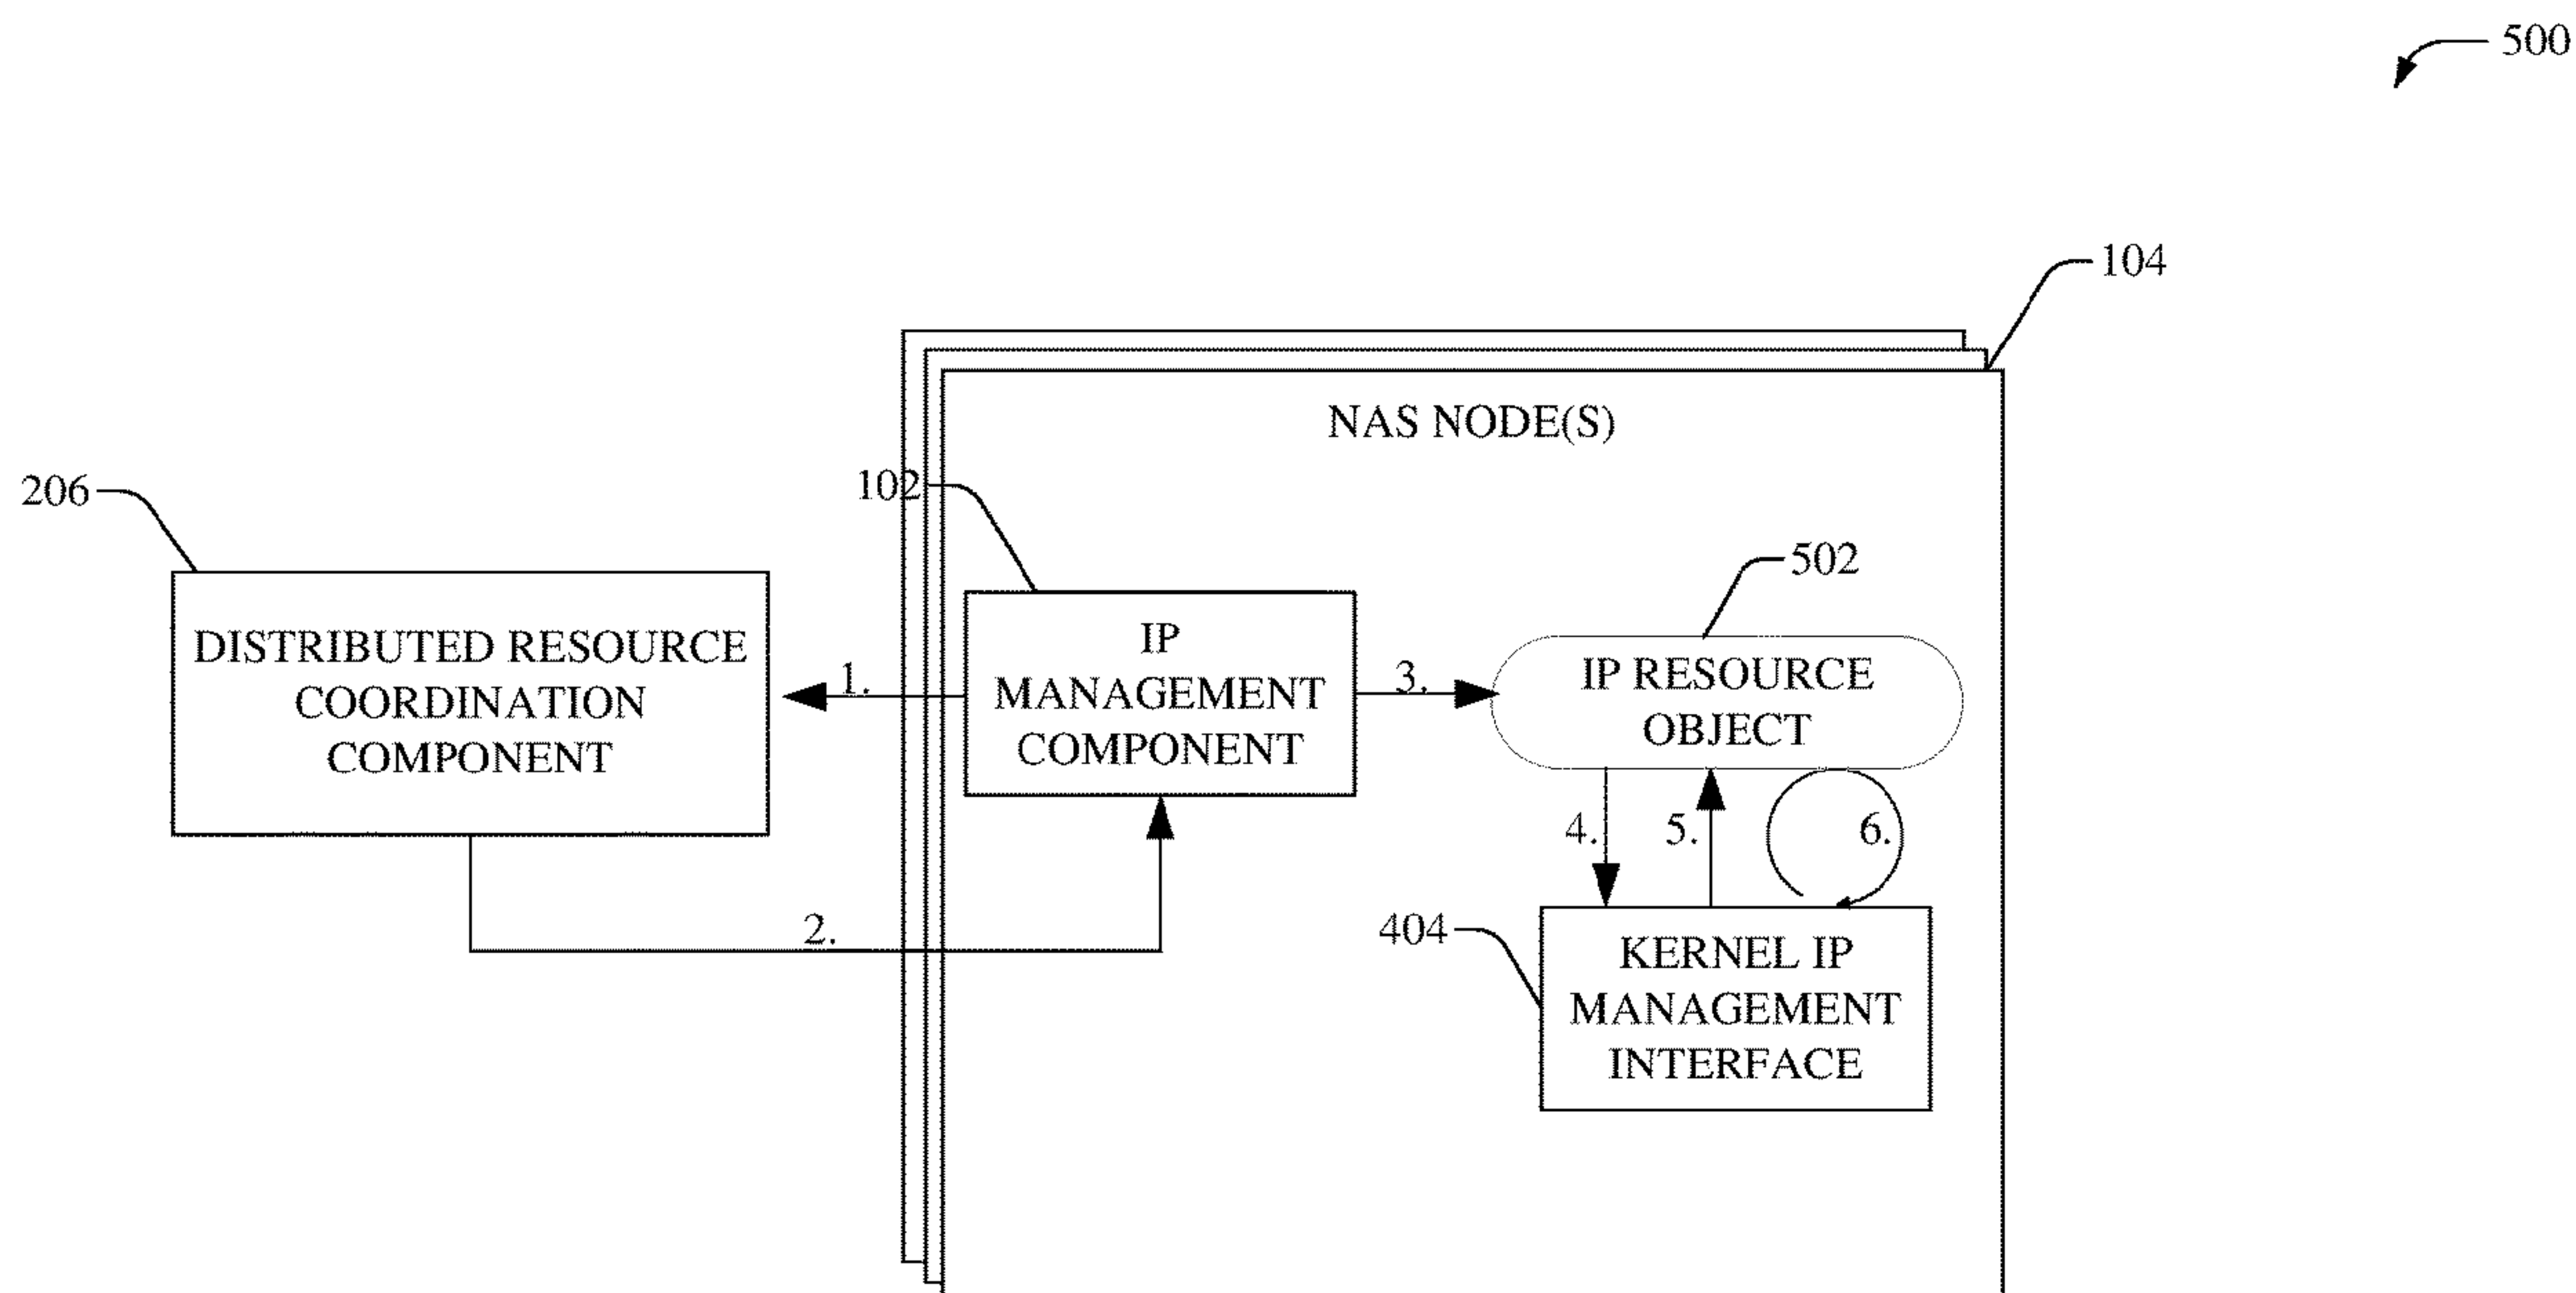 500
104
NAS NODE(S)
206
102
502
DISTRIBUTED RESOURCE
COORDINATION
COMPONENT
1.
IP
MANAGEMENT
COMPONENT
3.
IP RESOURCE
OBJECT
4.
5.
6.
2.
404
KERNEL IP
MANAGEMENT
INTERFACE